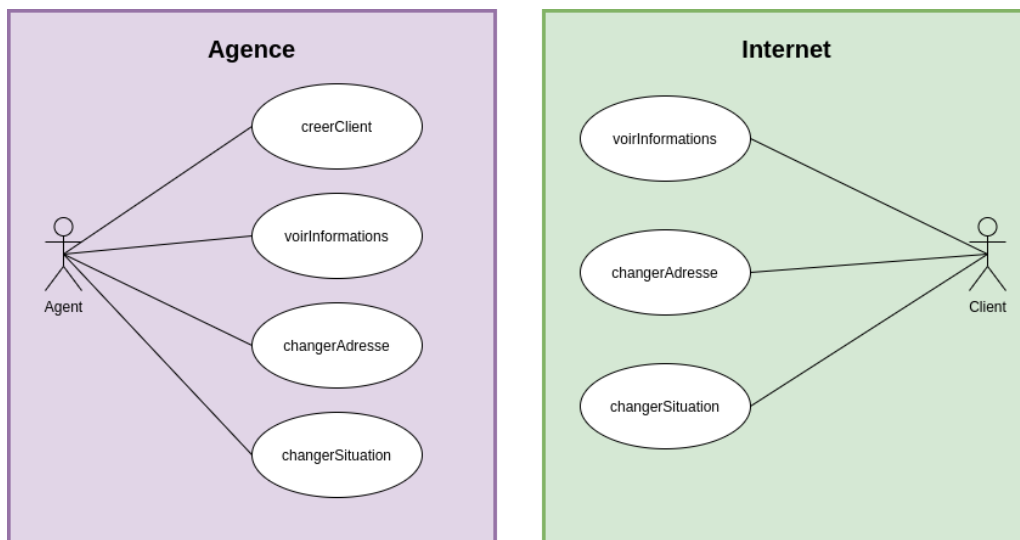 Agence
creerClient
voirInformations
changerAdresse
changerSituation
Agent
Internet
voirInformations
changerAdresse
changerSituation
Client